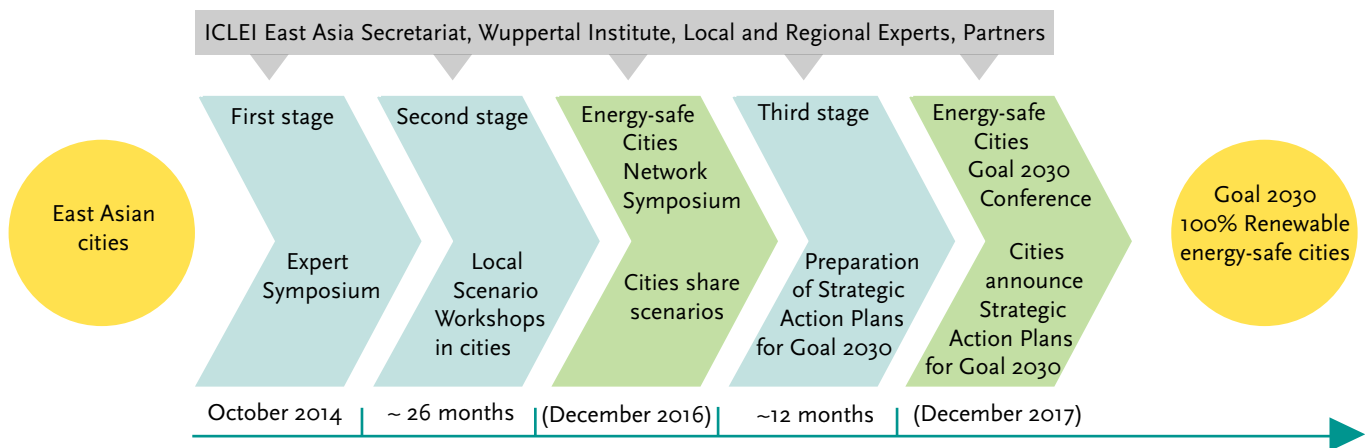 ICLEI East Asia Secretariat, Wuppertal Institute, Local and Regional Experts, Partners
East Asian
cities
First stage
Expert
Symposium
Second stage
Local
Scenario
Workshops
in cities
Energy-safe
Cities
Network
Symposium
Cities share
scenarios
Third stage
Preparation
of Strategic
Action Plans
for Goal 2030
Energy-safe
Cities
Goal 2030
Conference
Cities
announce
Strategic
Action Plans
for Goal 2030
Goal 2030
100% Renewable
energy-safe cities
October 2014
~ 26 months
(December 2016)
~12 months
(December 2017)